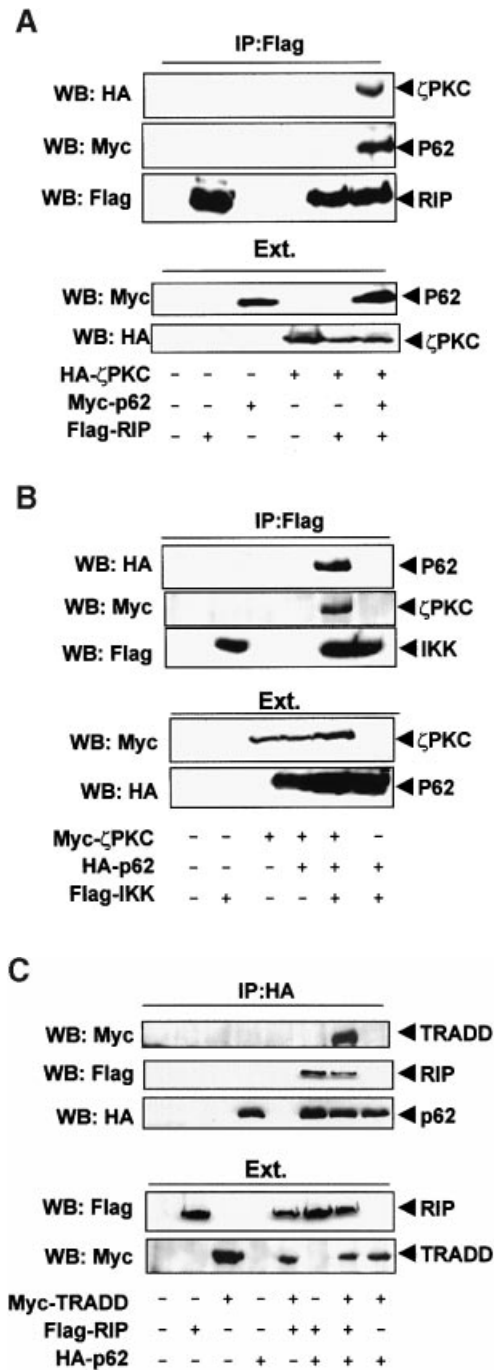 A
IP:Flag
WB: HA ζPKC
WB: Myc P62
WB: Flag RIP
Ext.
WB: Myc P62
WB: HA ζPKC
HA-ζPKC – – – + + +
Myc-p62 – – + – – +
Flag-RIP – + – – + +
B
IP:Flag
WB: HA P62
WB: Myc ζPKC
WB: Flag IKK
Ext.
WB: Myc ζPKC
WB: HA P62
Myc-ζPKC – – + + + –
HA-p62 – – – + + +
Flag-IKK – + – – + +
C
IP:HA
WB: Myc TRADD
WB: Flag RIP
WB: HA p62
Ext.
WB: Flag RIP
WB: Myc TRADD
Myc-TRADD – – + – + – + +
Flag-RIP – + – – + + + –
HA-p62 – – – + – + + +